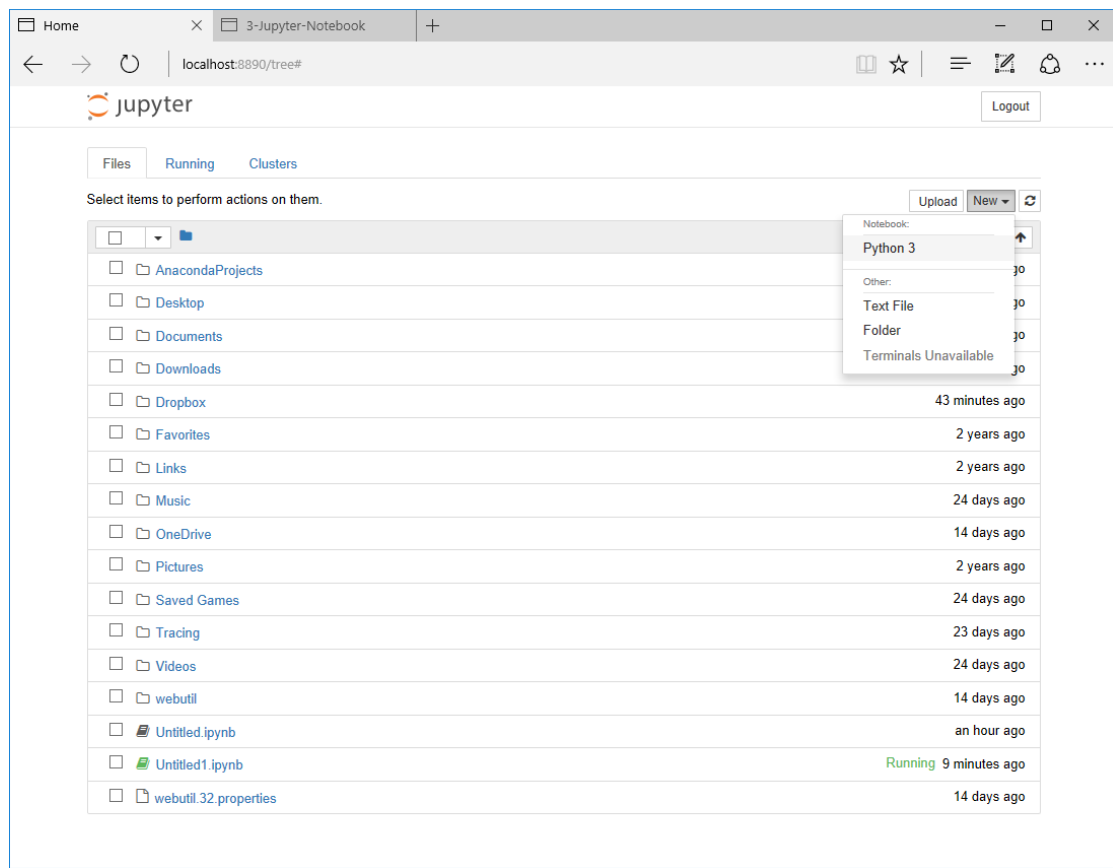 Home
3-Jupyter-Notebook
localhost:8890/tree#
jupyter
Logout
Files Running Clusters
Select items to perform actions on them.
Upload New
Notebook:
Python 3
Other:
Text File
Folder
Terminals Unavailable
AnacondaProjects go
Desktop go
Documents go
Downloads go
Dropbox 43 minutes ago
Favorites 2 years ago
Links 2 years ago
Music 24 days ago
OneDrive 14 days ago
Pictures 2 years ago
Saved Games 24 days ago
Tracing 23 days ago
Videos 24 days ago
webutil 14 days ago
Untitled.ipynb an hour ago
Untitled1.ipynb Running 9 minutes ago
webutil.32.properties 14 days ago